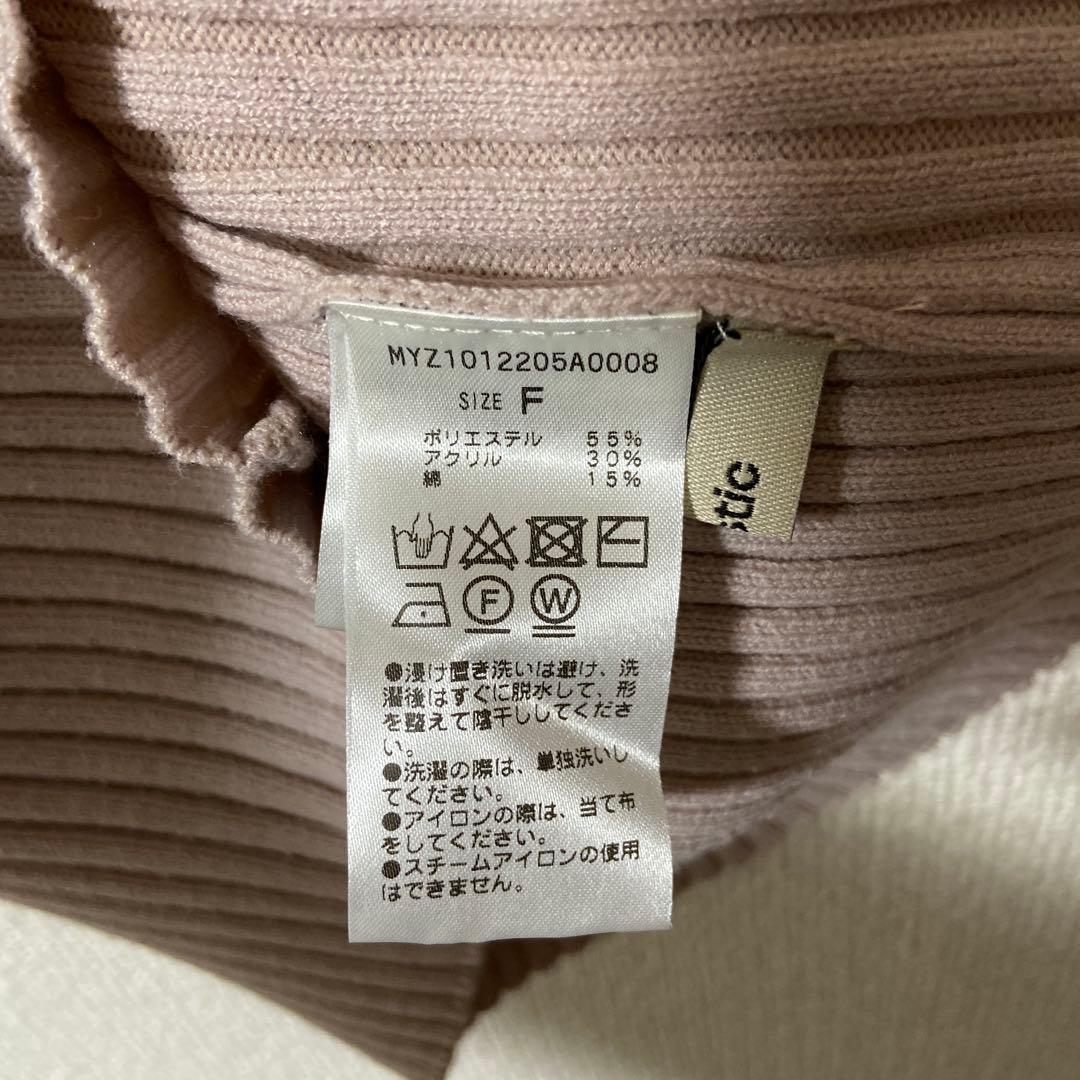 MYZ1012205A0008
SIZE F
ポリエステル 55%
アクリル 30%
綿 15%
F W
●浸け置き洗いは避け、洗
濯後はすぐに脱水して、形
を整えて陰干ししてくださ
い。
●洗濯の際は、単独洗いし
てください。
●アイロンの際は、当て布
をしてください。
●スチームアイロンの使用
はできません。
stic